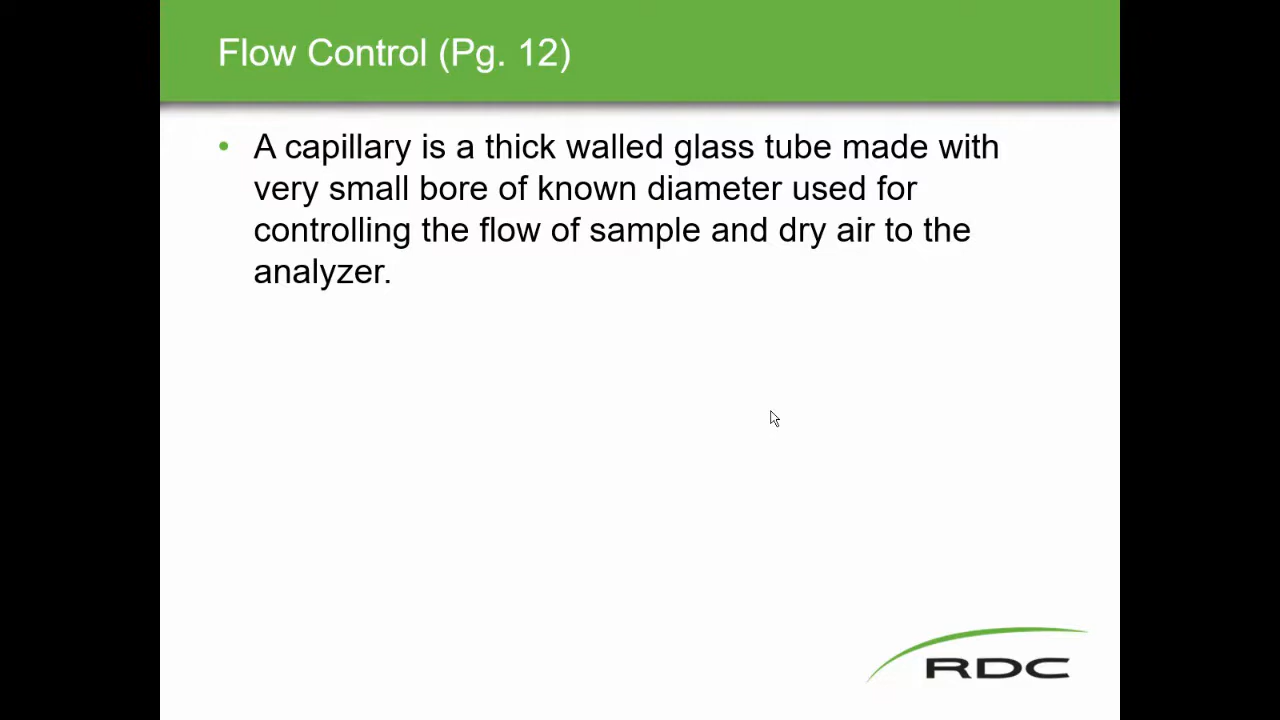 Flow Control (Pg. 12)
• A capillary is a thick walled glass tube made with
very small bore of known diameter used for
controlling the flow of sample and dry air to the
analyzer.
RDC